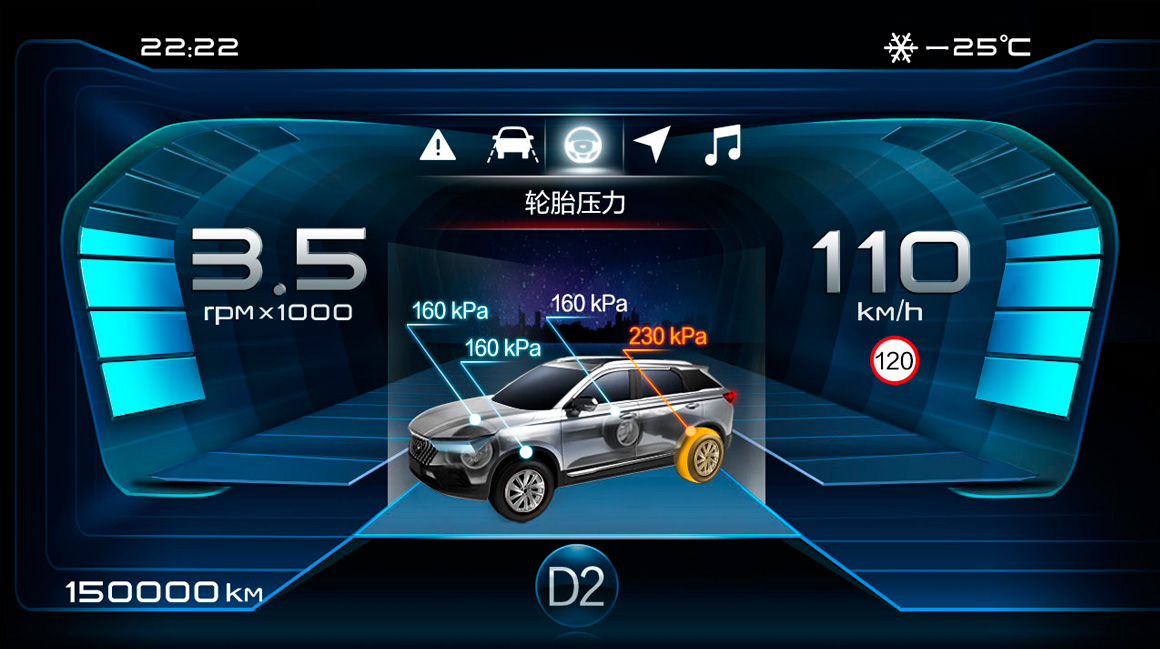 22:22
−25℃
轮胎压力
3.5
rpm×1000
110
km/h
120
160 kPa
160 kPa
160 kPa
230 kPa
150000 km
D2